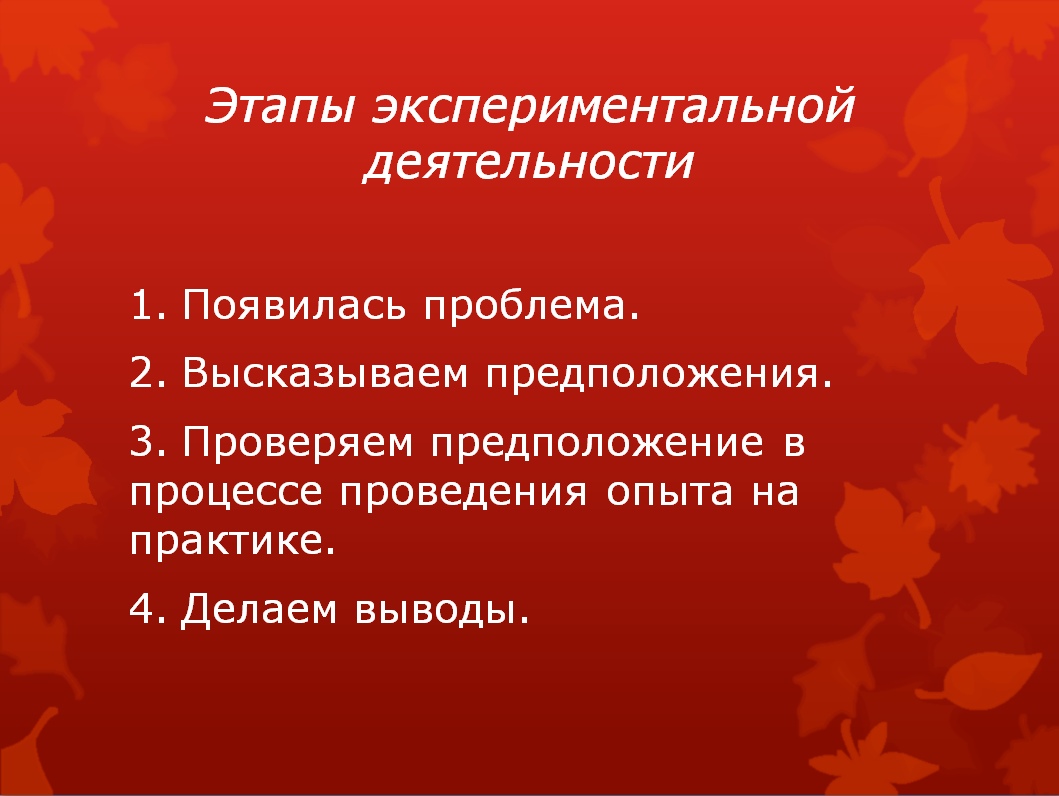 Этапы экспериментальной
деятельности
1. Появилась проблема.
2. Высказываем предположения.
3. Проверяем предположение в
процессе проведения опыта на
практике.
4. Делаем выводы.